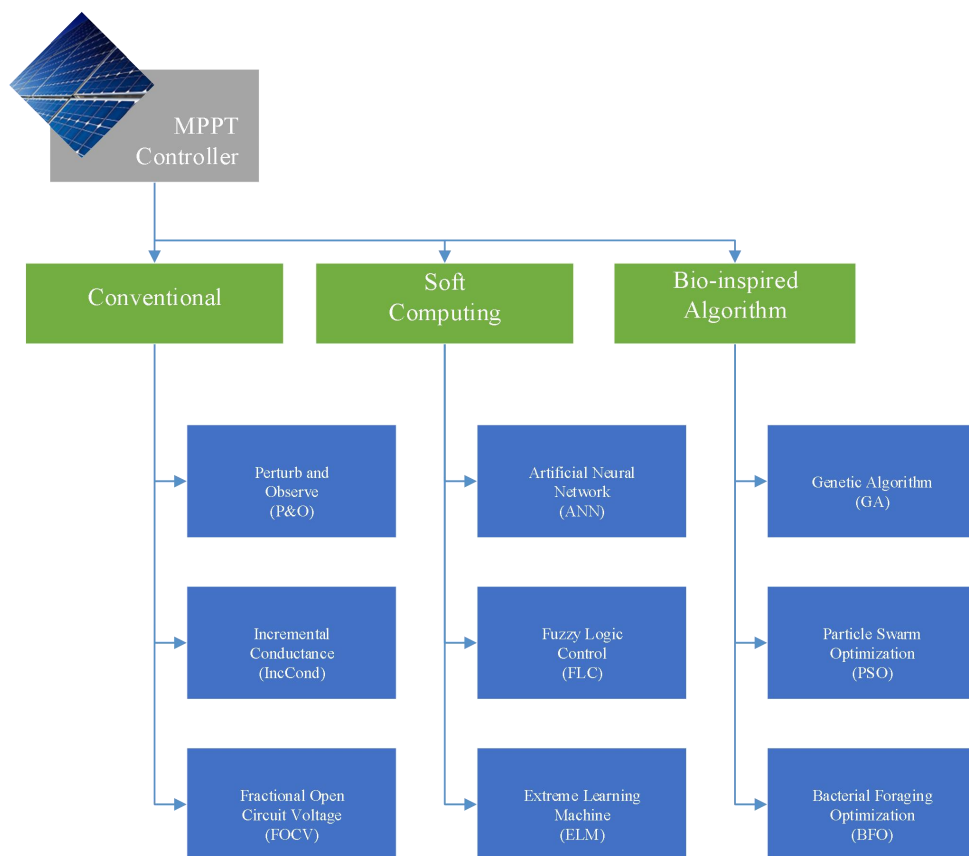 MPPT
Controller
Conventional
Soft
Computing
Bio-inspired
Algorithm
Perturb and
Observe
(P&O)
Artificial Neural
Network
(ANN)
Genetic Algorithm
(GA)
Incremental
Conductance
(IncCond)
Fuzzy Logic
Control
(FLC)
Particle Swarm
Optimization
(PSO)
Fractional Open
Circuit Voltage
(FOCV)
Extreme Learning
Machine
(ELM)
Bacterial Foraging
Optimization
(BFO)